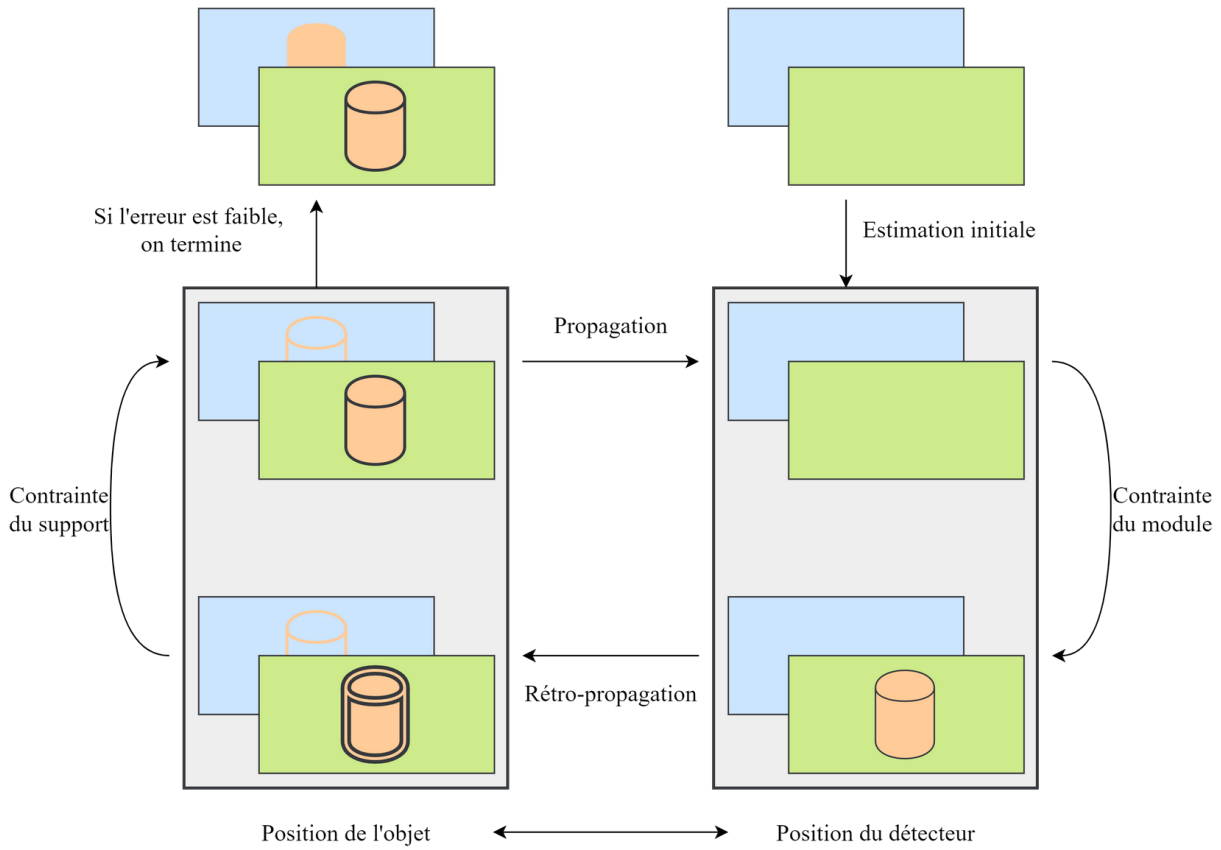 Si l'erreur est faible,
on termine
Estimation initiale
Propagation
Contrainte
du support
Contrainte
du module
Rétro-propagation
Position de l'objet
Position du détecteur